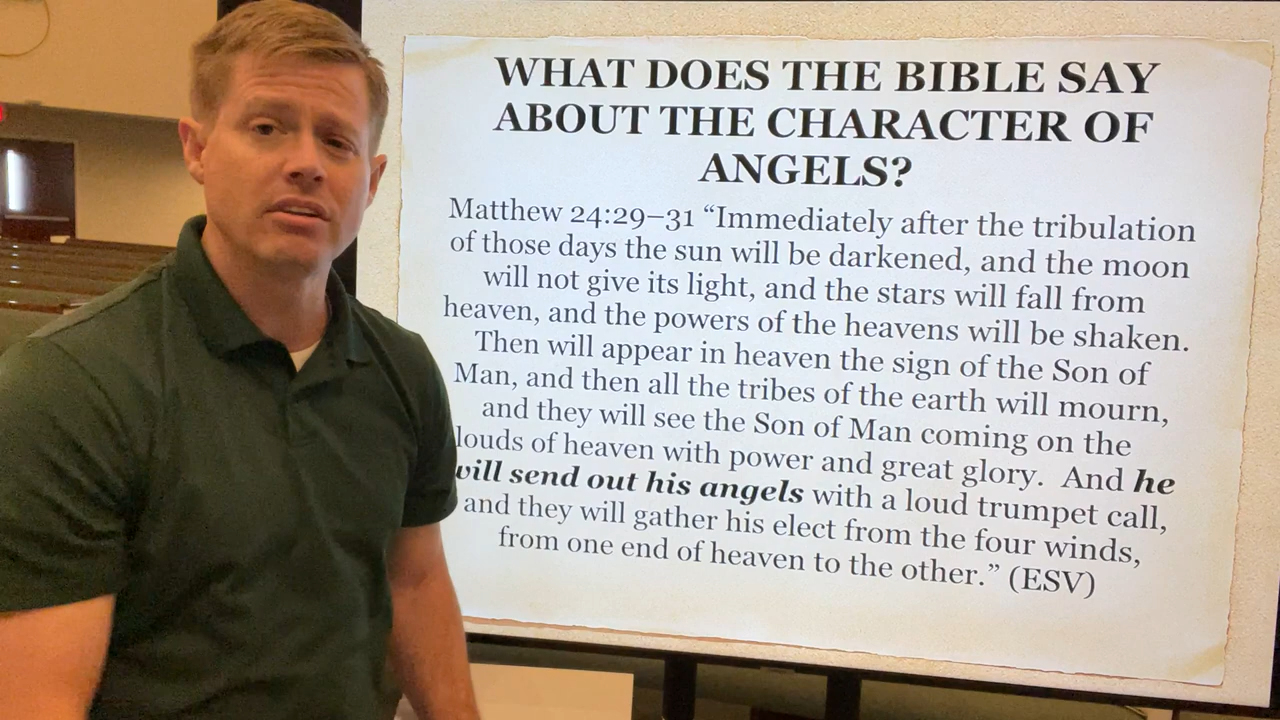 WHAT DOES THE BIBLE SAY
ABOUT THE CHARACTER OF
ANGELS?
Matthew 24:29–31 “Immediately after the tribulation
of those days the sun will be darkened, and the moon
will not give its light, and the stars will fall from
heaven, and the powers of the heavens will be shaken.
Then will appear in heaven the sign of the Son of
Man, and then all the tribes of the earth will mourn,
and they will see the Son of Man coming on the
louds of heaven with power and great glory.  And he
will send out his angels with a loud trumpet call,
and they will gather his elect from the four winds,
from one end of heaven to the other.” (ESV)